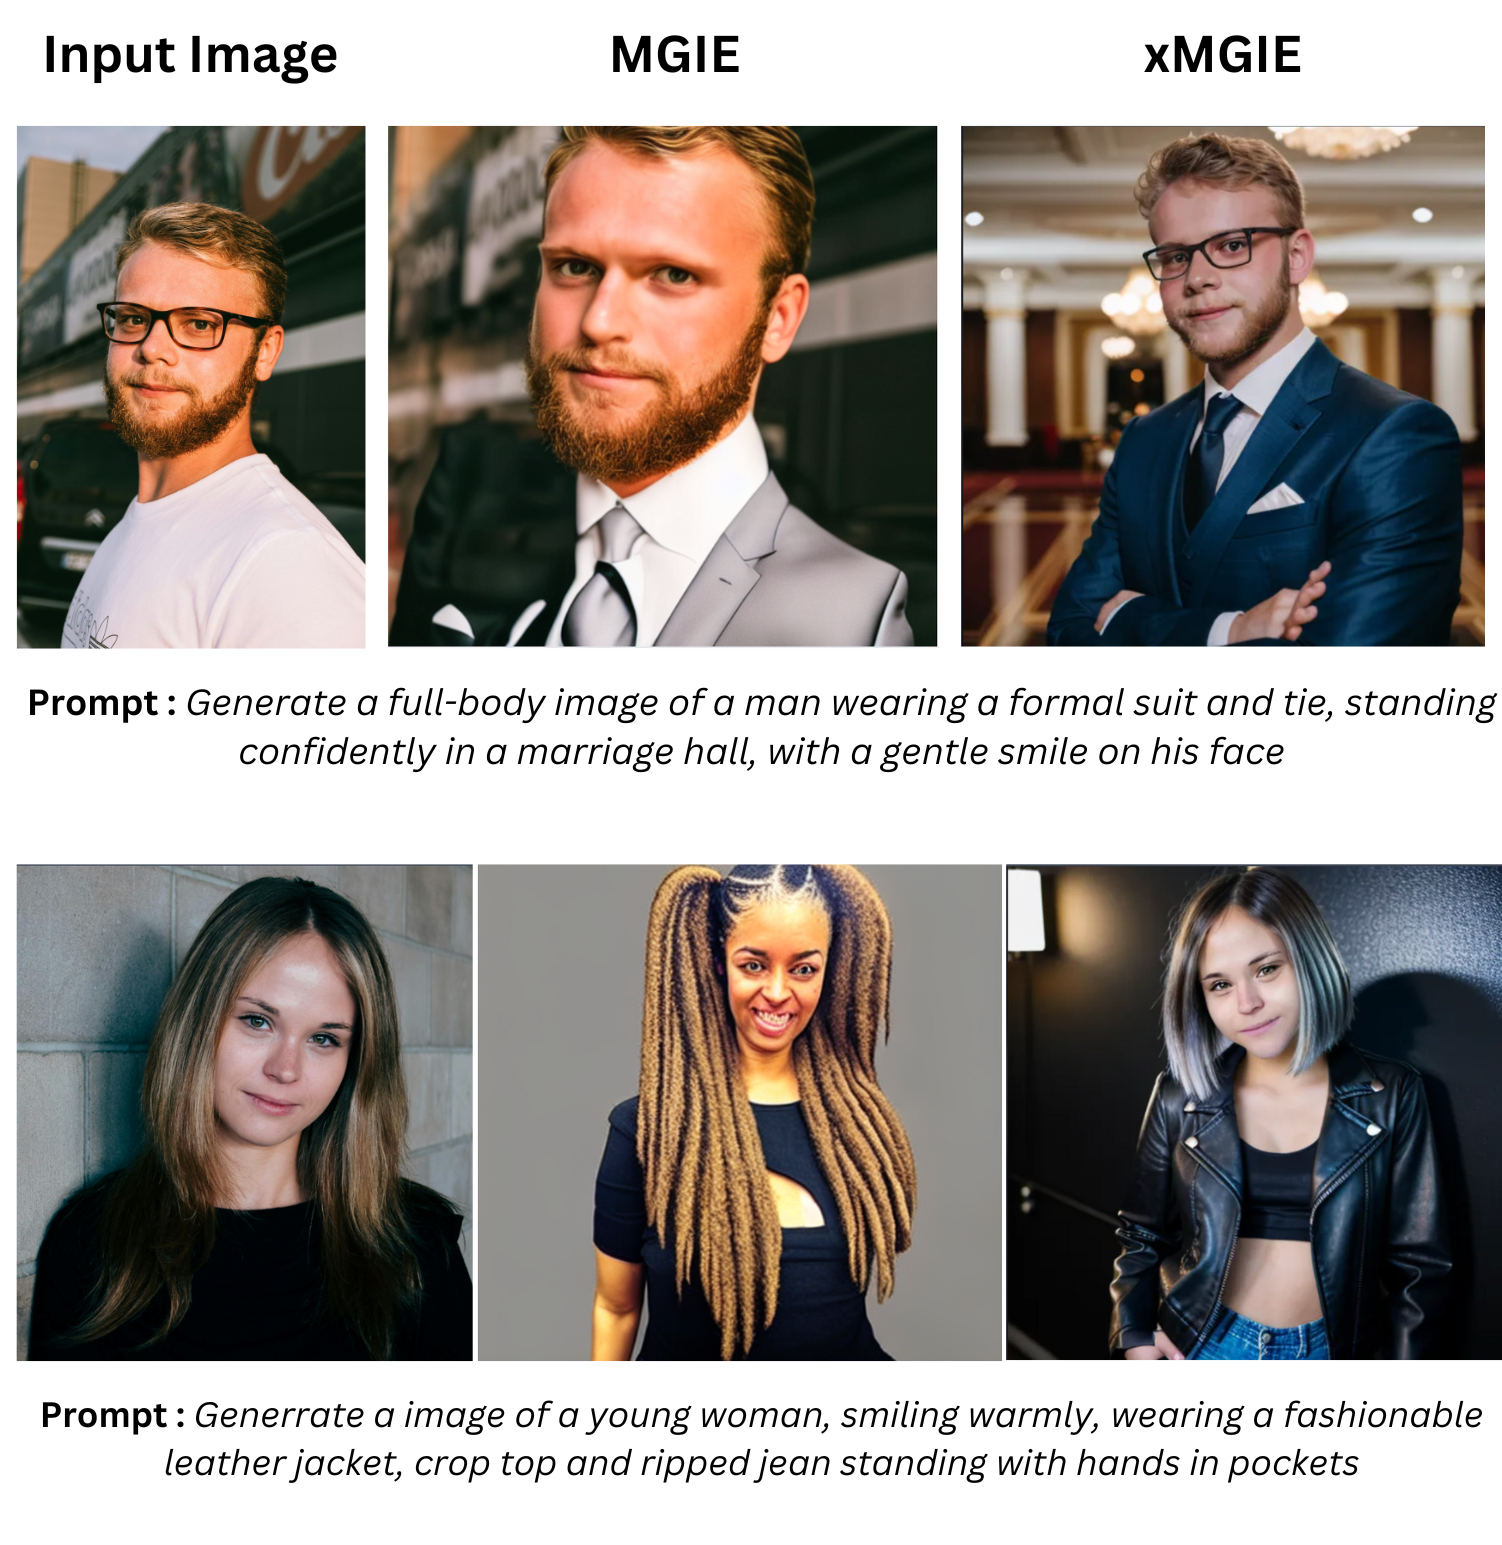 Input Image
MGIE
xMGIE
Prompt : Generate a full-body image of a man wearing a formal suit and tie, standing
confidently in a marriage hall, with a gentle smile on his face
Prompt : Generrate a image of a young woman, smiling warmly, wearing a fashionable
leather jacket, crop top and ripped jean standing with hands in pockets